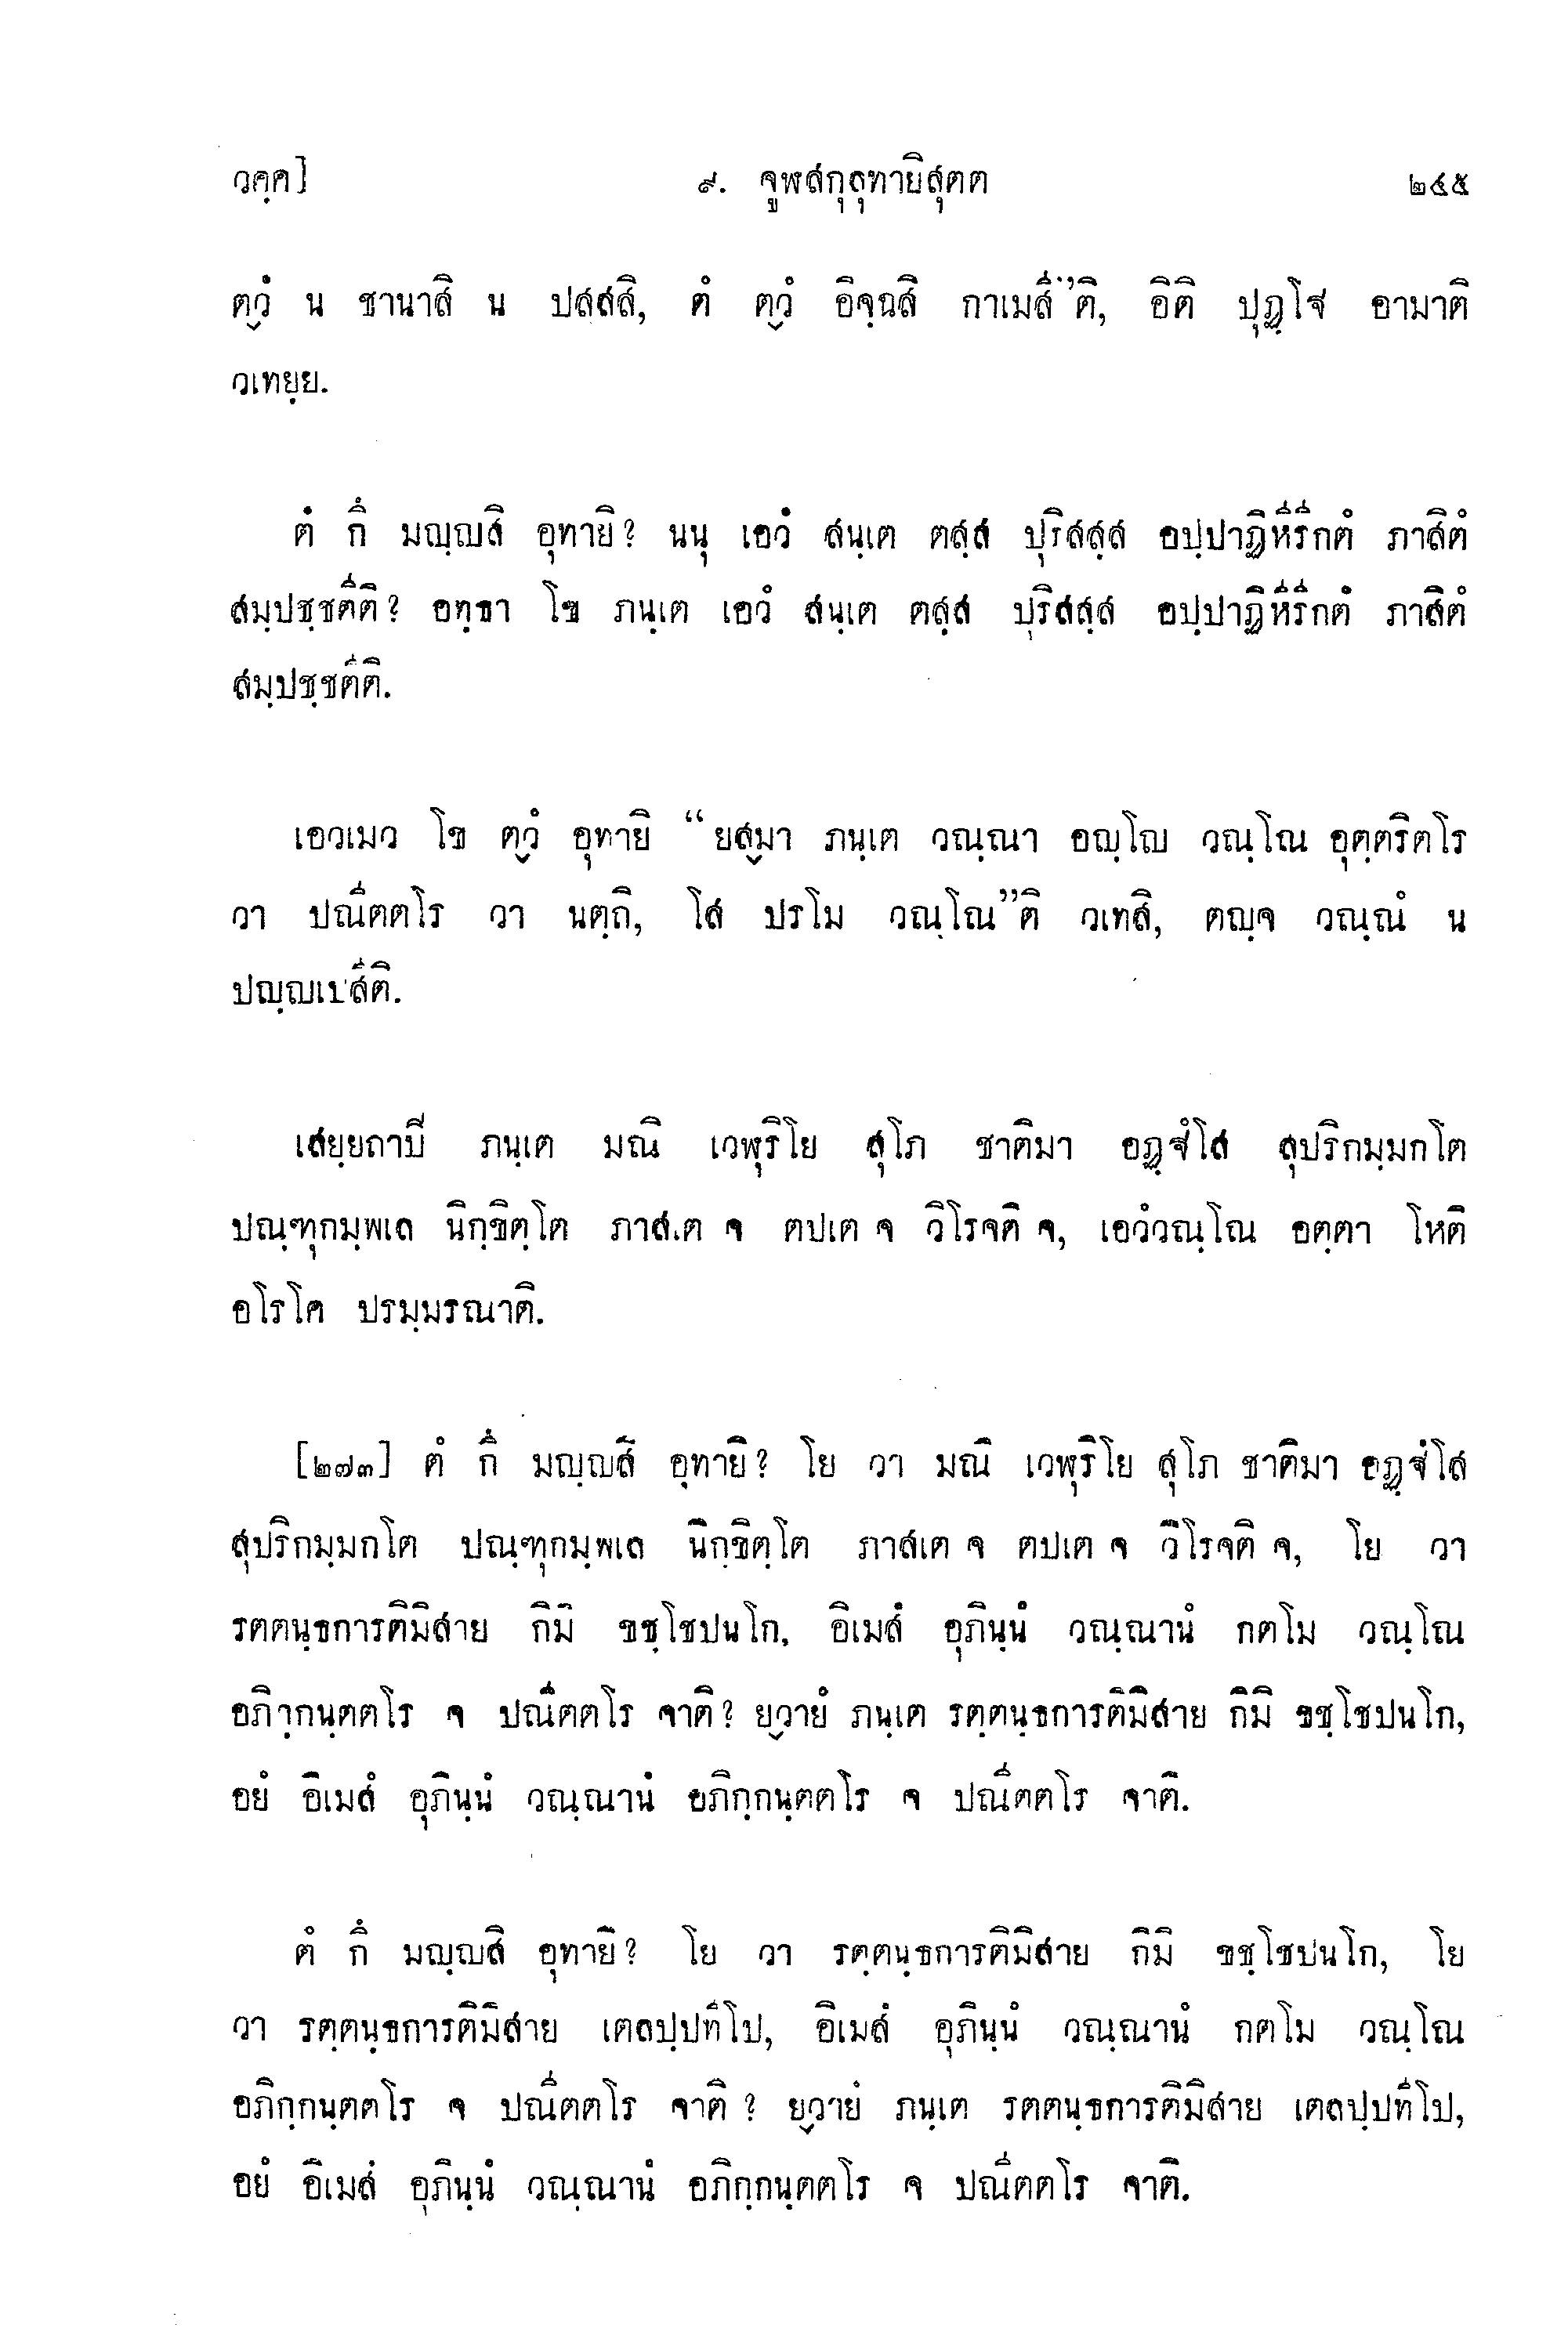 วคฺค] ๙. จูฬสกุลุทายิสุตต ๒๔๕
ตฺวํ น ชานาสิ น ปสฺสสิ, ตํ ตฺวํ อิจฺฉสิ กาเมสี”ติ, อิติ ปุฏฺโฐ อามาติ
วเทยฺย.
ตํ กึ มญฺญสิ อุทายิ? นนุ เอวํ สนฺเต ตสฺส ปุริสสฺส อปฺปาฏิหีรีกตํ ภาสิตํ
สมฺปชฺชตีติ? อทฺธา โข ภนฺเต เอวํ สนฺเต ตสฺส ปุริสสฺส อปฺปาฏิหีรีกตํ ภาสิตํ
สมฺปชฺชตีติ.
เอวเมว โข ตฺวํ อุทายิ “ยสฺมา ภนฺเต วณฺณา อญฺโญ วณฺโณ อุตฺตริตโร
วา ปณีตตโร วา นตฺถิ, โส ปรโม วณฺโณ”ติ วเทสิ, ตญฺจ วณฺณํ น
ปญฺญเปสีติ.
เสยฺยถาปี ภนฺเต มณิ เวฬุริโย สุโภ ชาติมา อฏฺฐํโส สุปริกมฺมกโต
ปณฺฑุกมฺพเล นิกฺขิตฺโต ภาสเต จ ตปเต จ วิโรจติ จ, เอวํวณฺโณ อตฺตา โหติ
อโรโค ปรมฺมรณาติ.
[๒๗๓] ตํ กึ มญฺญสิ อุทายิ? โย วา มณิ เวฬุริโย สุโภ ชาติมา อฏฺฐํโส
สุปริกมฺมกโต ปณฺฑุกมฺพเล นิกฺขิตฺโต ภาสเต จ ตปเต จ วิโรจติ จ, โย วา
รตฺตนฺธการติมิสาย กิมิ ขชฺโชปนโก, อิเมสํ อุภินฺนํ วณฺณานํ กตโม วณฺโณ
อภิกฺกนฺตตโร จ ปณีตตโร จาติ? ยฺวายํ ภนฺเต รตฺตนฺธการติมิสาย กิมิ ขชฺโชปนโก,
อยํ อิเมสํ อุภินฺนํ วณฺณานํ อภิกฺกนฺตตโร จ ปณีตตโร จาติ.
ตํ กึ มญฺญสิ อุทายิ? โย วา รตฺตนฺธการติมิสาย กิมิ ขชฺโชปนโก, โย
วา รตฺตนฺธการติมิสาย เตลปฺปทีโป, อิเมสํ อุภินฺนํ วณฺณานํ กตโม วณฺโณ
อภิกฺกนฺตตโร จ ปณีตตโร จาติ? ยฺวายํ ภนฺเต รตฺตนฺธการติมิสาย เตลปฺปทีโป,
อยํ อิเมสํ อุภินฺนํ วณฺณานํ อภิกฺกนฺตตโร จ ปณีตตโร จาติ.